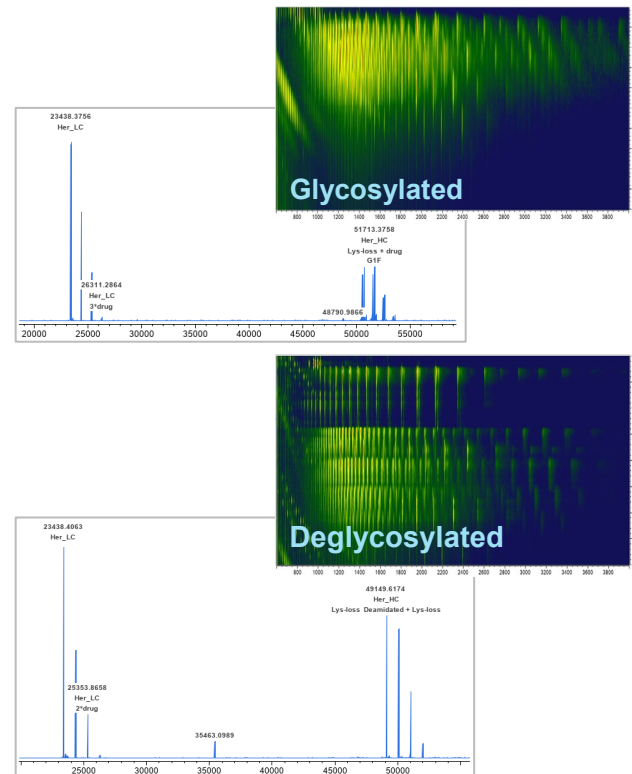 Glycosylated
800 1000 1200 1400 1600 1800 2000 2200 2400 2600 2800 3000 3200 3400 3600 3800
23438.3756
Her_LC
26311.2864
Her_LC
3*drug
51713.3758
Her_HC
Lys-loss + drug
G1F
48790.9866
20000 25000 30000 35000 40000 45000 50000 55000
Deglycosylated
800 1000 1200 1400 1600 1800 2000 2200 2400 2600 2800 3000 3200 3400 3600 3800
23438.4063
Her_LC
25353.8658
Her_LC
2*drug
35463.0989
49149.6174
Her_HC
Lys-loss Deamidated + Lys-loss
25000 30000 35000 40000 45000 50000